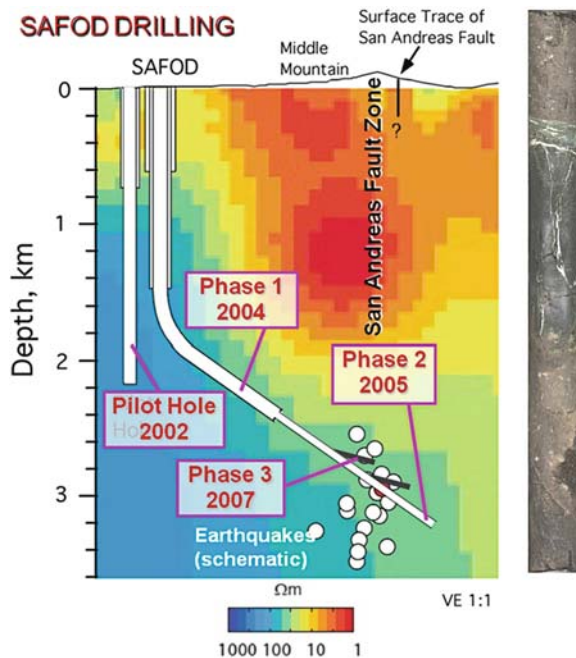 SAFOD DRILLING
Surface Trace of
San Andreas Fault
Middle
Mountain
SAFOD
0
?
San Andreas Fault Zone
1
Depth, km
Phase 1
2004
2
Phase 2
2005
Pilot Hole
2002
Phase 3
2007
3
Earthquakes
(schematic)
Ωm
VE 1:1
1000 100 10 1